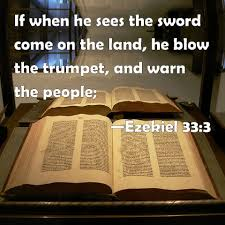 If when he sees the sword
come on the land, he blow
the trumpet, and warn
the people;
—Ezekiel 33:3